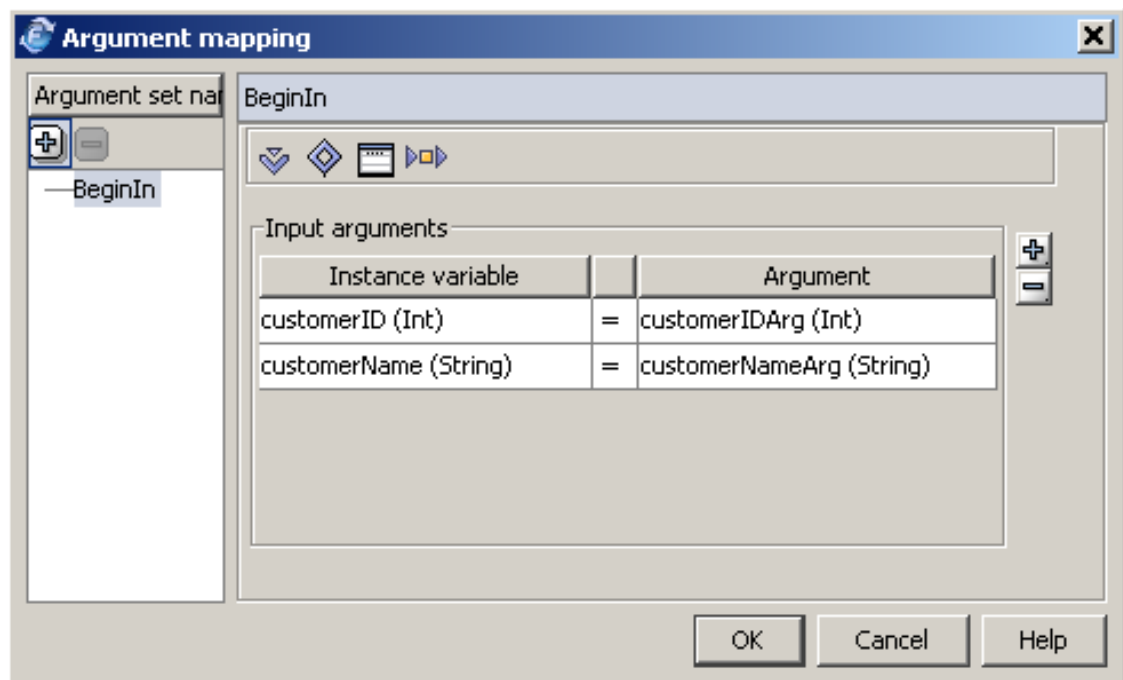 Argument mapping
Argument set nar
BeginIn
BeginIn
Input arguments
Instance variable Argument
customerID (Int) = customerIDArg (Int)
customerName (String) = customerNameArg (String)
OK Cancel Help